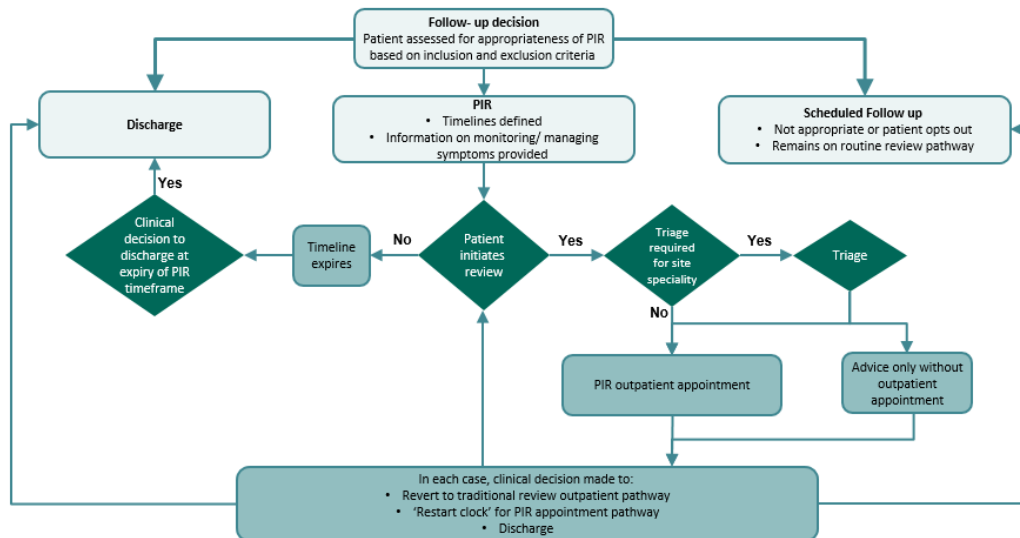 Follow- up decision
Patient assessed for appropriateness of PIR
based on inclusion and exclusion criteria
Discharge
PIR
• Timelines defined
• Information on monitoring/ managing
symptoms provided
Scheduled Follow up
• Not appropriate or patient opts out
• Remains on routine review pathway
Yes
Clinical
decision to
discharge at
expiry of PIR
timeframe
Timeline
expires
No
Patient
initiates
review
Yes
Triage
required
for site
speciality
Yes
Triage
No
PIR outpatient appointment
Advice only without
outpatient
appointment
In each case, clinical decision made to:
• Revert to traditional review outpatient pathway
• ‘Restart clock’ for PIR appointment pathway
• Discharge